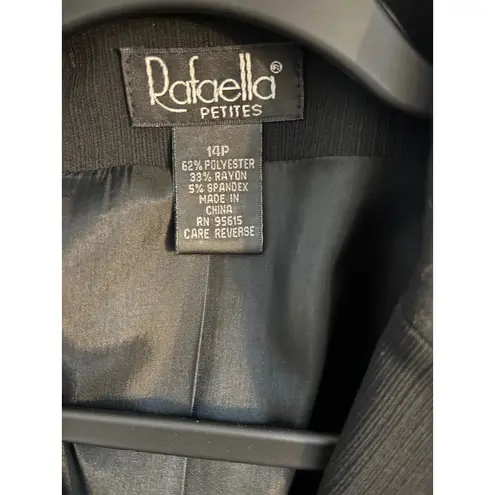 Rafaella®
PETITES
14P
62% POLYESTER
33% RAYON
5% SPANDEX
MADE IN
CHINA
RN 95615
CARE REVERSE